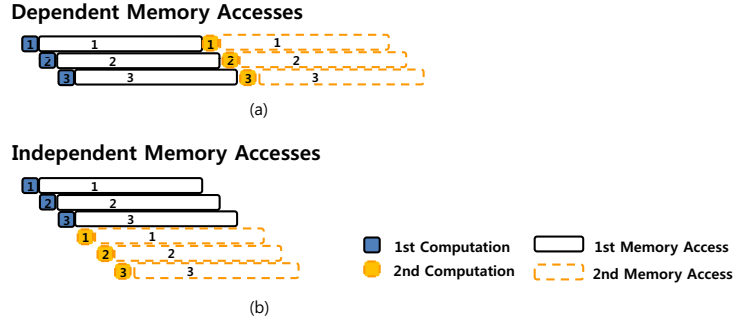 Dependent Memory Accesses
1 1 1 1
2 2 2 2
3 3 3 3
(a)
Independent Memory Accesses
1 1
2 2
3 3
1 1
2 2
3 3
1st Computation 1st Memory Access
2nd Computation 2nd Memory Access
(b)